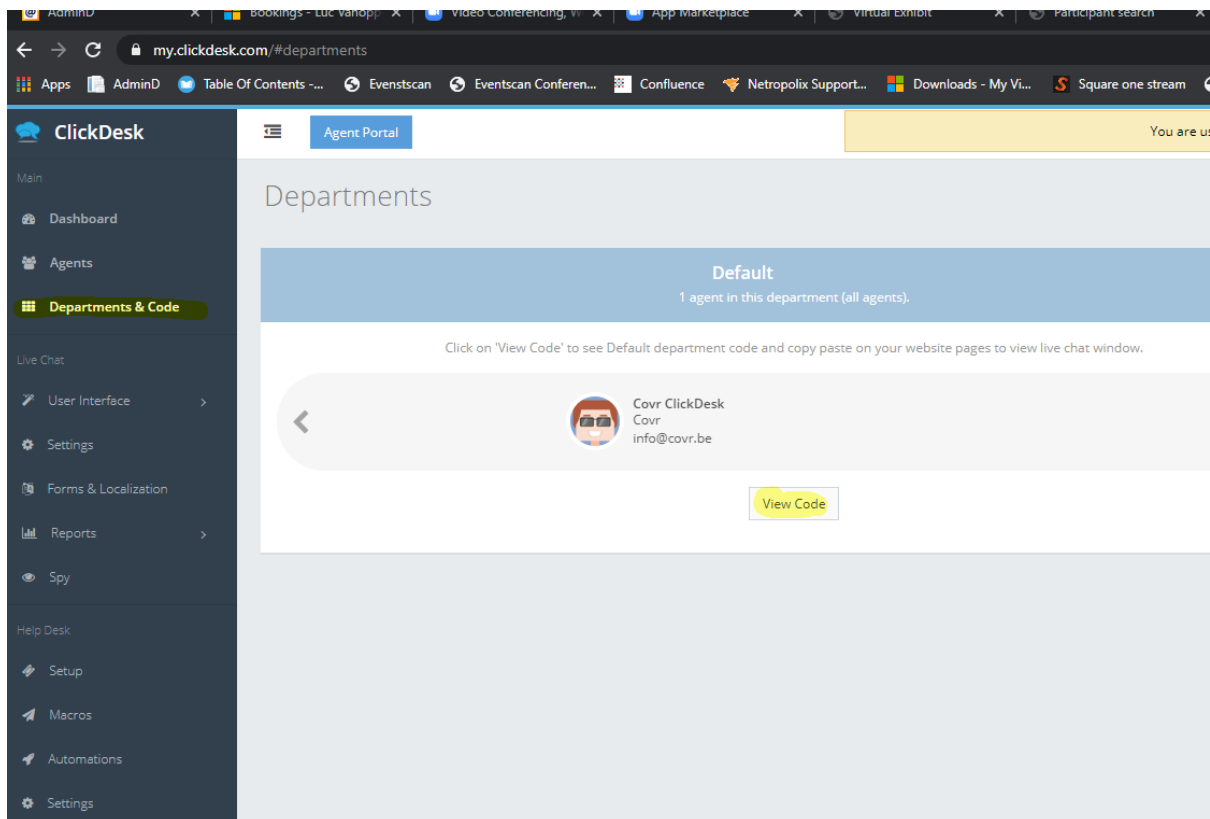 AdminD
Bookings - Luc Vanopp
Video Conferencing, W
App Marketplace
Virtual Exhibit
Participant search
my.clickdesk.com/#departments
Apps
AdminD
Table Of Contents -...
Evenstscan
Eventscan Conferen...
Confluence
Netropolix Support...
Downloads - My Vi...
Square one stream
ClickDesk
Agent Portal
You are us
Main
Departments
Dashboard
Agents
Default
1 agent in this department (all agents).
Departments & Code
Click on 'View Code' to see Default department code and copy paste on your website pages to view live chat window.
Live Chat
User Interface
Covr ClickDesk
Covr
info@covr.be
Settings
Forms & Localization
View Code
Reports
Spy
Help Desk
Setup
Macros
Automations
Settings